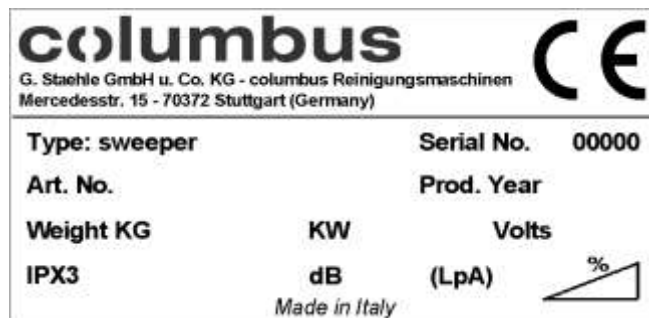 columbus
CE
G. Staehle GmbH u. Co. KG - columbus Reinigungsmaschinen
Mercedesstr. 15 - 70372 Stuttgart (Germany)
Type: sweeper Serial No. 00000
Art. No. Prod. Year
Weight KG KW Volts
IPX3 dB (LpA) %
Made in Italy